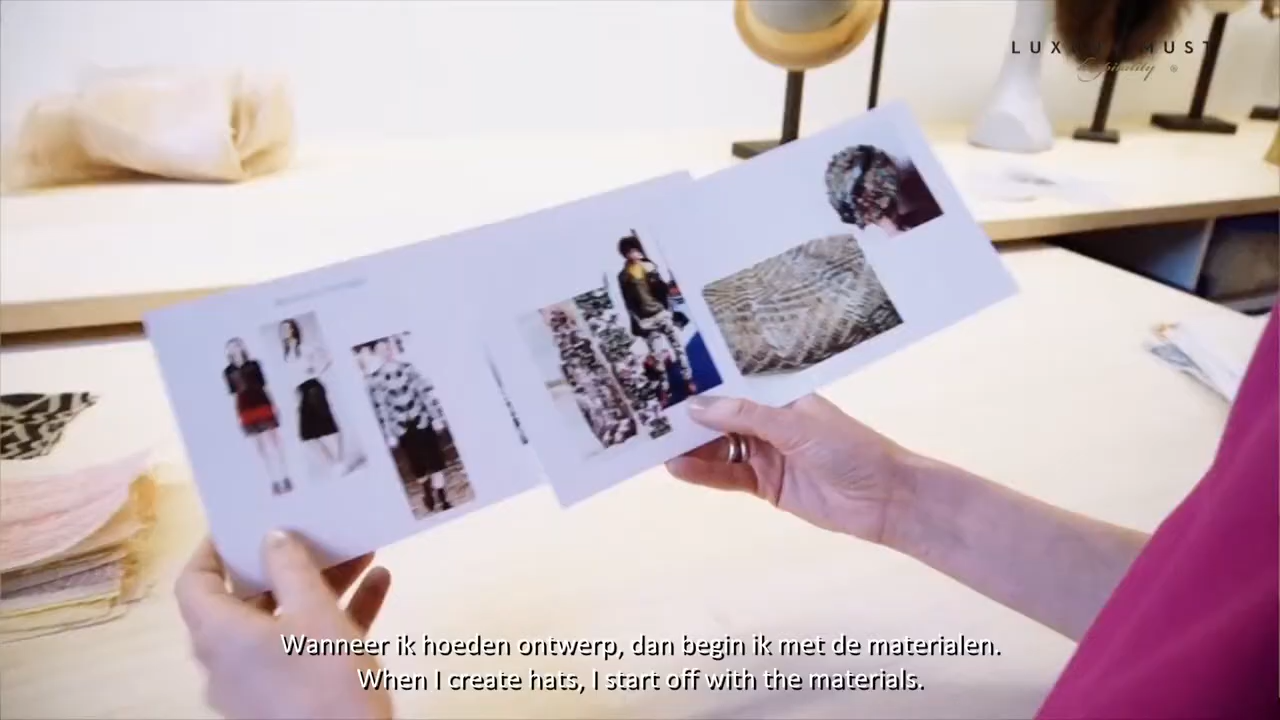 Wanneer ik hoeden ontwerp, dan begin ik met de materialen.
When I create hats, I start off with the materials.